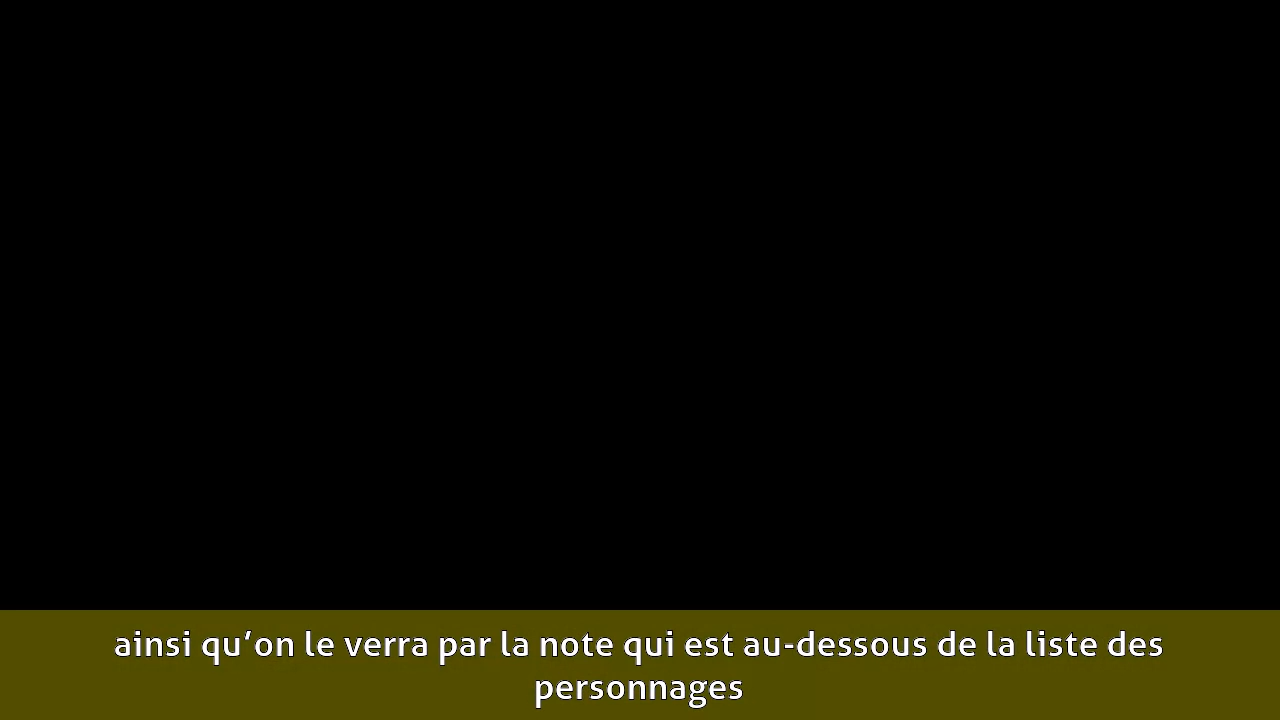 ainsi qu’on le verra par la note qui est au-dessous de la liste des
personnages